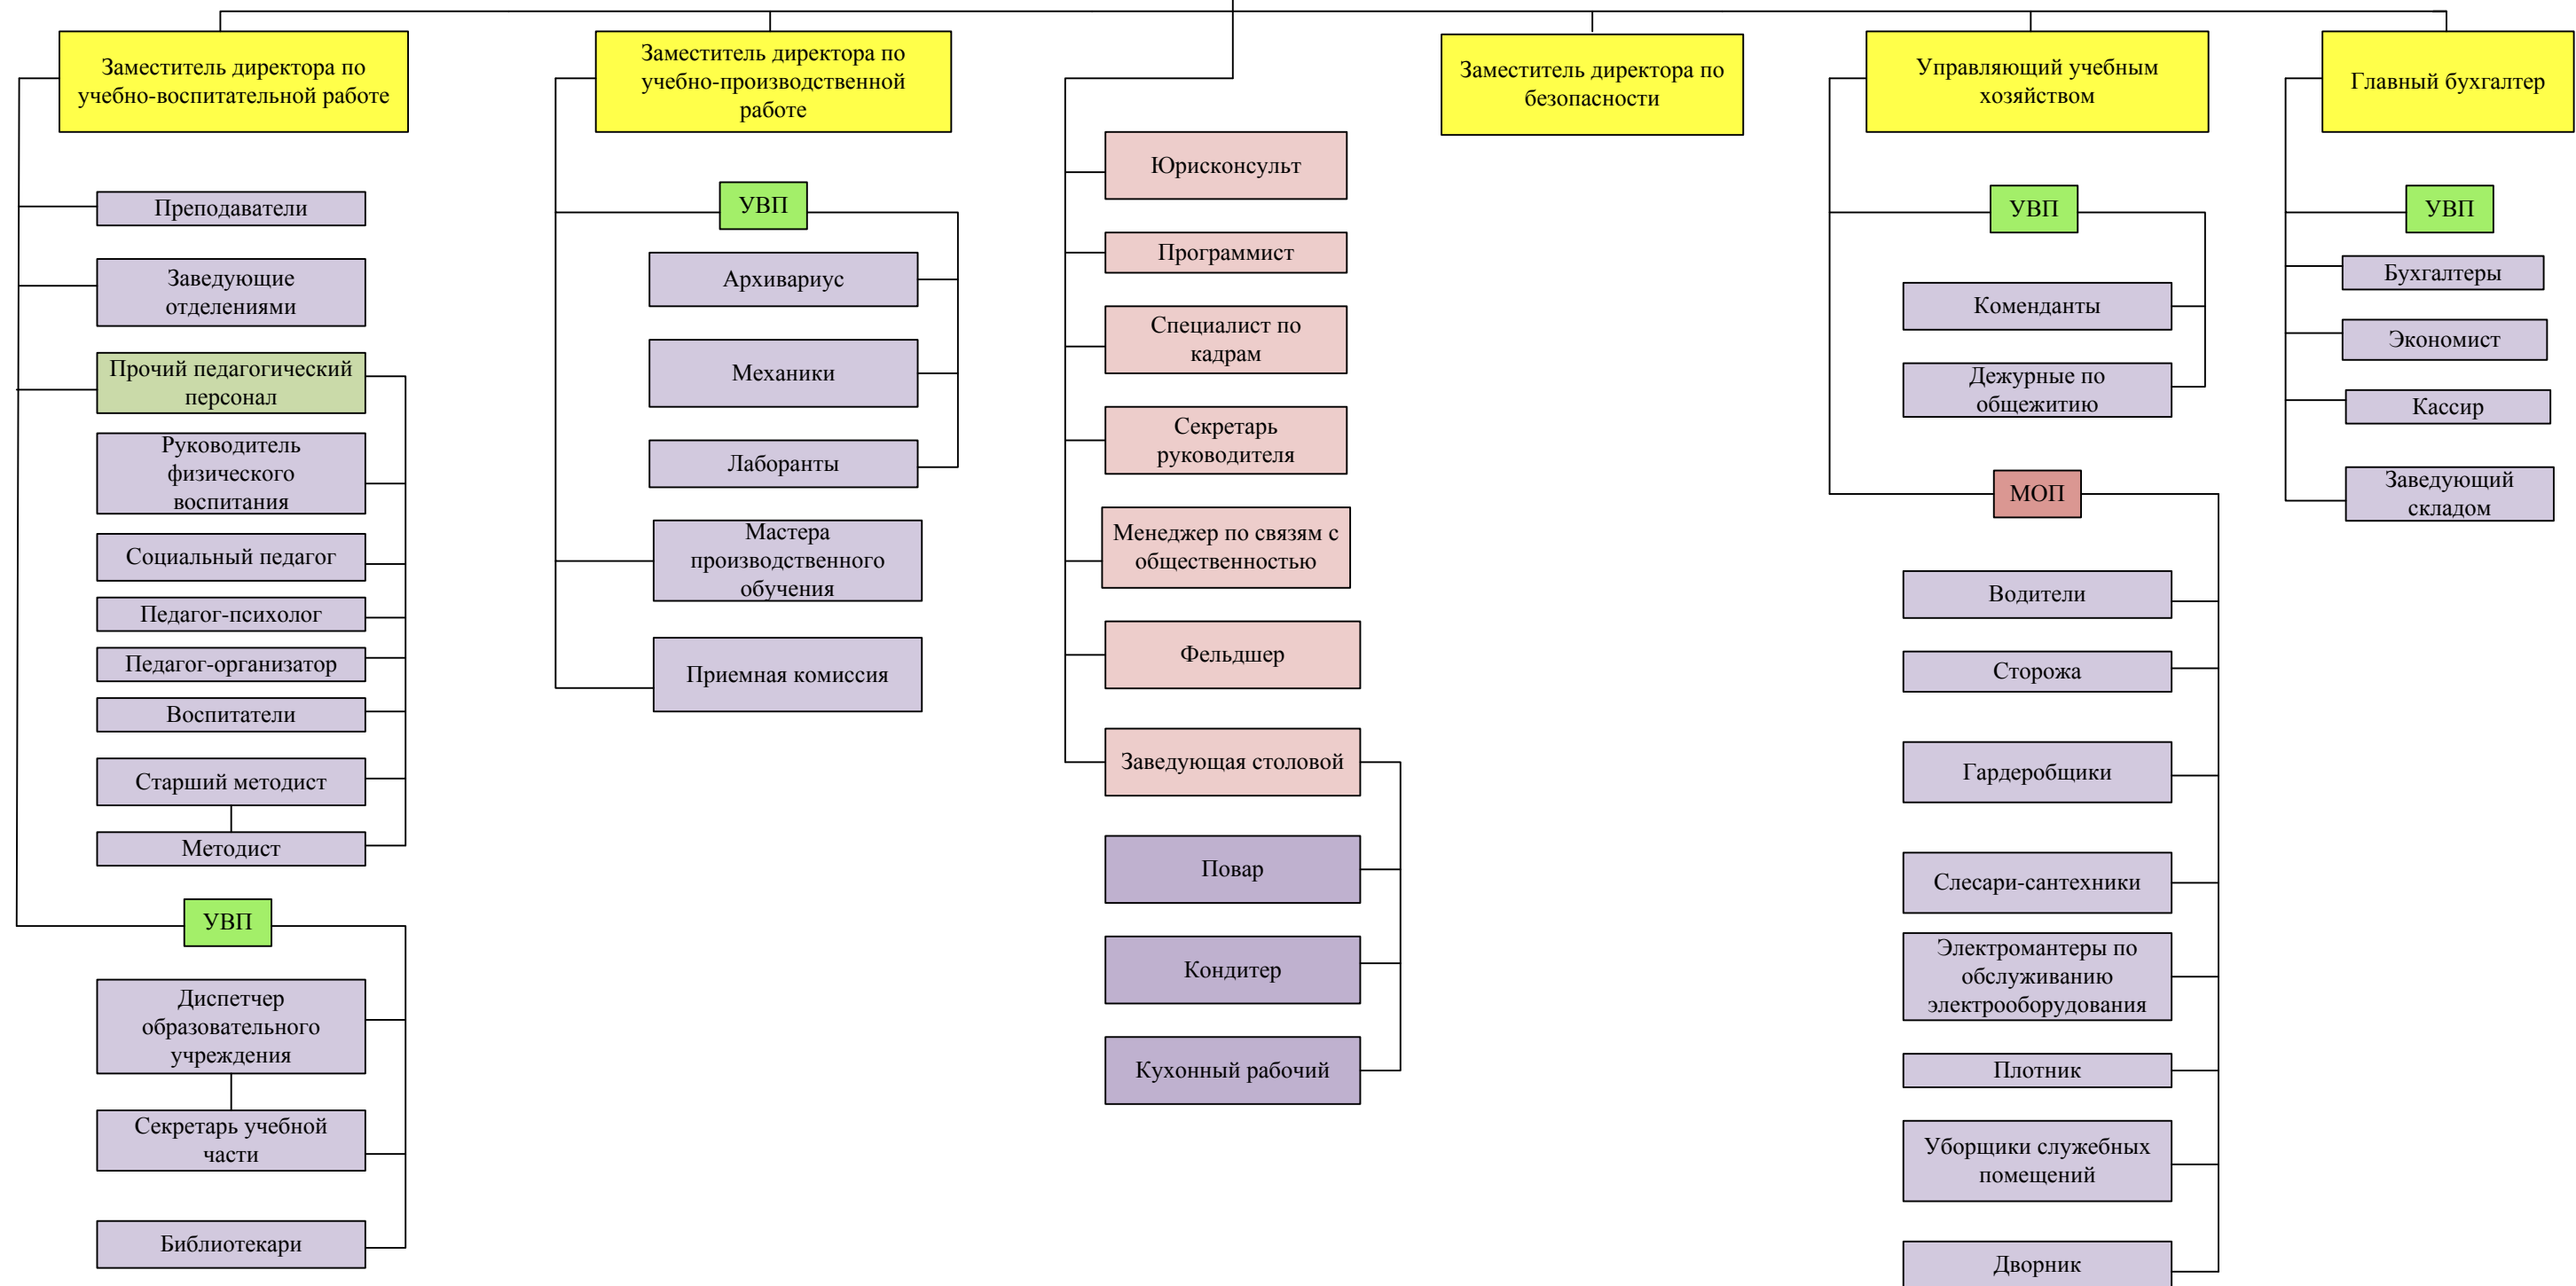 Заместитель директора по
учебно-воспитательной работе
Преподаватели
Заведующие
отделениями
Прочий педагогический
персонал
Руководитель
физического
воспитания
Социальный педагог
Педагог-психолог
Педагог-организатор
Воспитатели
Старший методист
Методист
УВП
Диспетчер
образовательного
учреждения
Секретарь учебной
части
Библиотекари
Заместитель директора по
учебно-производственной
работе
УВП
Архивариус
Механики
Лаборанты
Мастера
производственного
обучения
Приемная комиссия
Юрисконсульт
Программист
Специалист по
кадрам
Секретарь
руководителя
Менеджер по связям с
общественностью
Фельдшер
Заведующая столовой
Повар
Кондитер
Кухонный рабочий
Заместитель директора по
безопасности
Управляющий учебным
хозяйством
УВП
Коменданты
Дежурные по
общежитию
МОП
Водители
Сторожа
Гардеробщики
Слесари-сантехники
Электромантеры по
обслуживанию
электрооборудования
Плотник
Уборщики служебных
помещений
Дворник
Главный бухгалтер
УВП
Бухгалтеры
Экономист
Кассир
Заведующий
складом